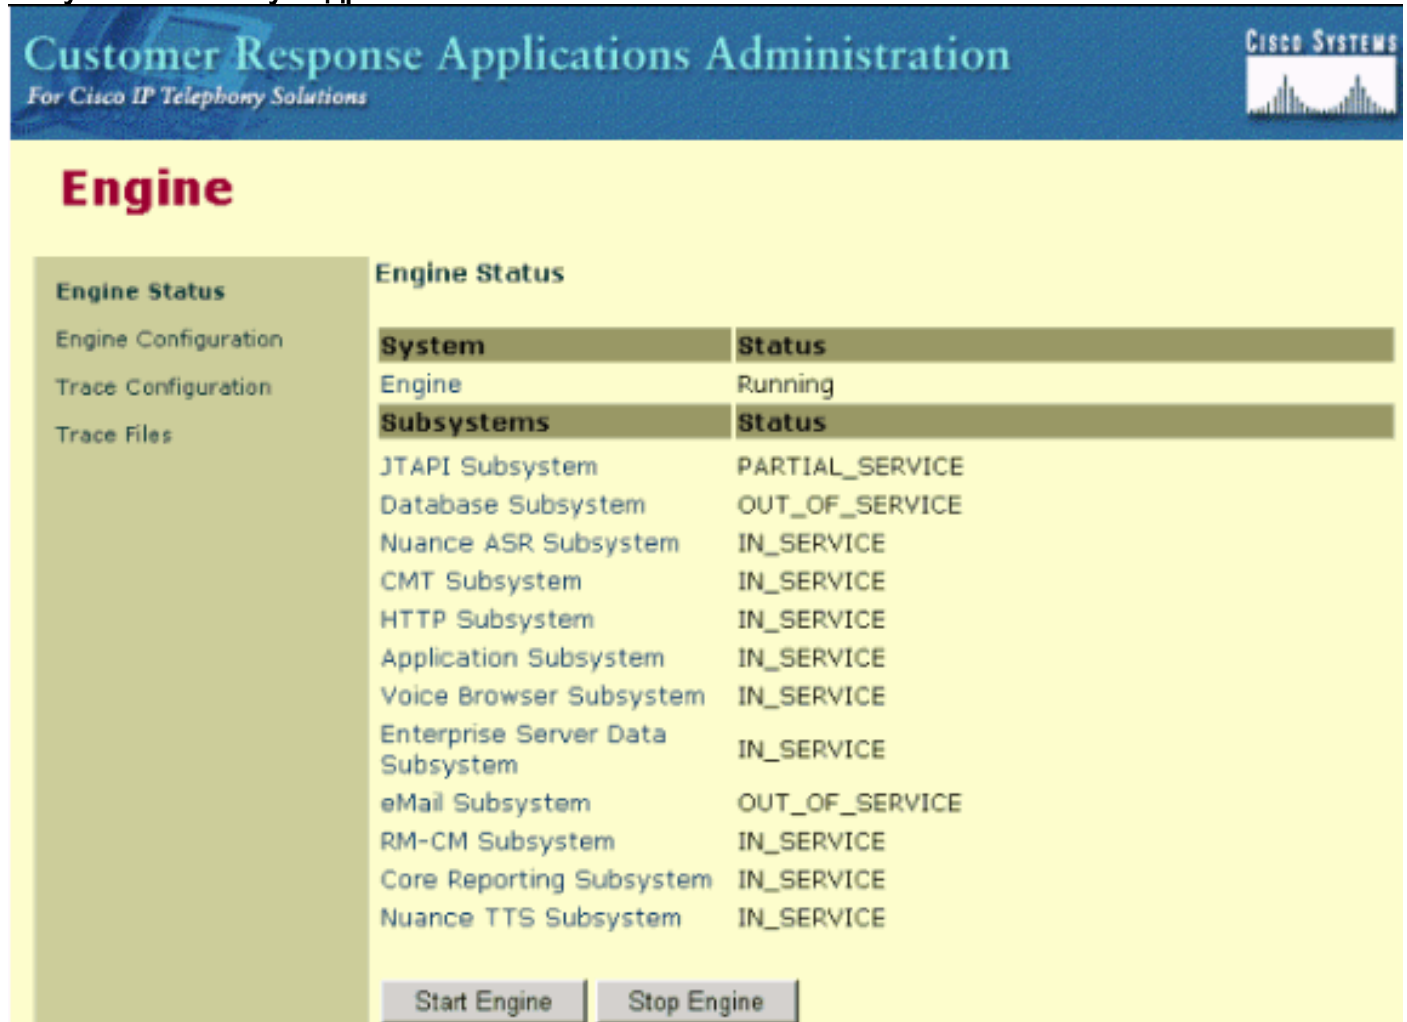 Customer Response Applications Administration
For Cisco IP Telephony Solutions
CISCO SYSTEMS
Engine
Engine Status
Engine Configuration
Trace Configuration
Trace Files
Engine Status
System Status
Engine Running
Subsystems Status
JTAPI Subsystem PARTIAL_SERVICE
Database Subsystem OUT_OF_SERVICE
Nuance ASR Subsystem IN_SERVICE
CMT Subsystem IN_SERVICE
HTTP Subsystem IN_SERVICE
Application Subsystem IN_SERVICE
Voice Browser Subsystem IN_SERVICE
Enterprise Server Data
Subsystem IN_SERVICE
eMail Subsystem OUT_OF_SERVICE
RM-CM Subsystem IN_SERVICE
Core Reporting Subsystem IN_SERVICE
Nuance TTS Subsystem IN_SERVICE
Start Engine Stop Engine